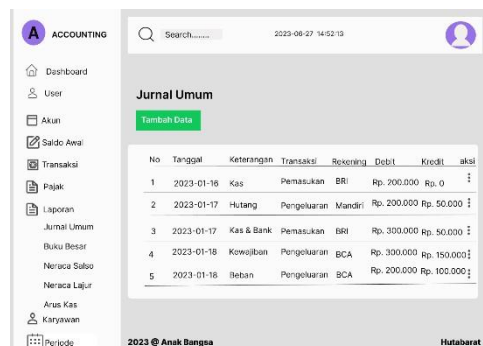 A ACCOUNTING
Search.........
2023-06-27 14:52:13
Dashboard
User
Akun
Saldo Awal
Transaksi
Pajak
Laporan
Jurnal Umum
Buku Besar
Neraca Salso
Neraca Lajur
Arus Kas
Karyawan
Periode
Jurnal Umum
Tambah Data
No Tanggal Keterangan Transaksi Rekening Debit Kredit aksi
1 2023-01-16 Kas Pemasukan BRI Rp. 200.000 Rp. 0
2 2023-01-17 Hutang Pengeluaran Mandiri Rp. 200.000 Rp. 50.000
3 2023-01-17 Kas & Bank Pemasukan BRI Rp. 300.000 Rp. 50.000
4 2023-01-18 Kewajiban Pengeluaran BCA Rp. 300.000 Rp. 150.000
5 2023-01-18 Beban Pengeluaran BCA Rp. 200.000 Rp. 100.000
2023 @ Anak Bangsa
Hutabarat